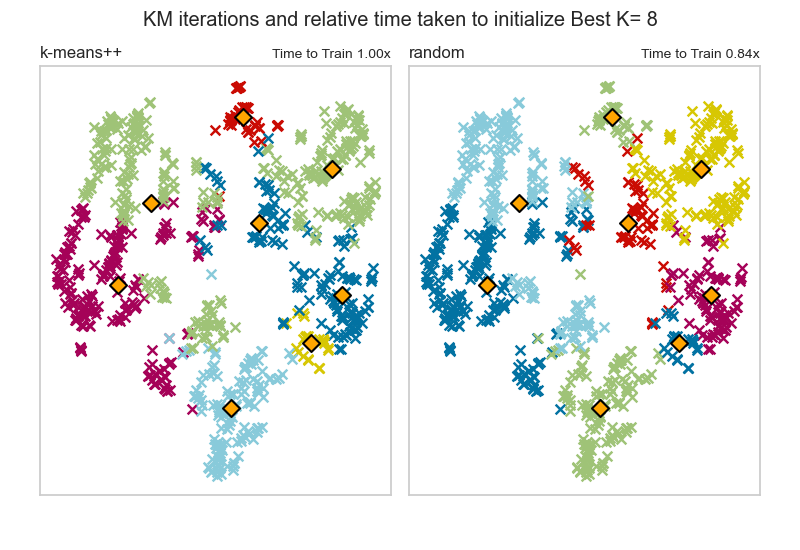 KM iterations and relative time taken to initialize Best K= 8
k-means++ Time to Train 1.00x
random Time to Train 0.84x